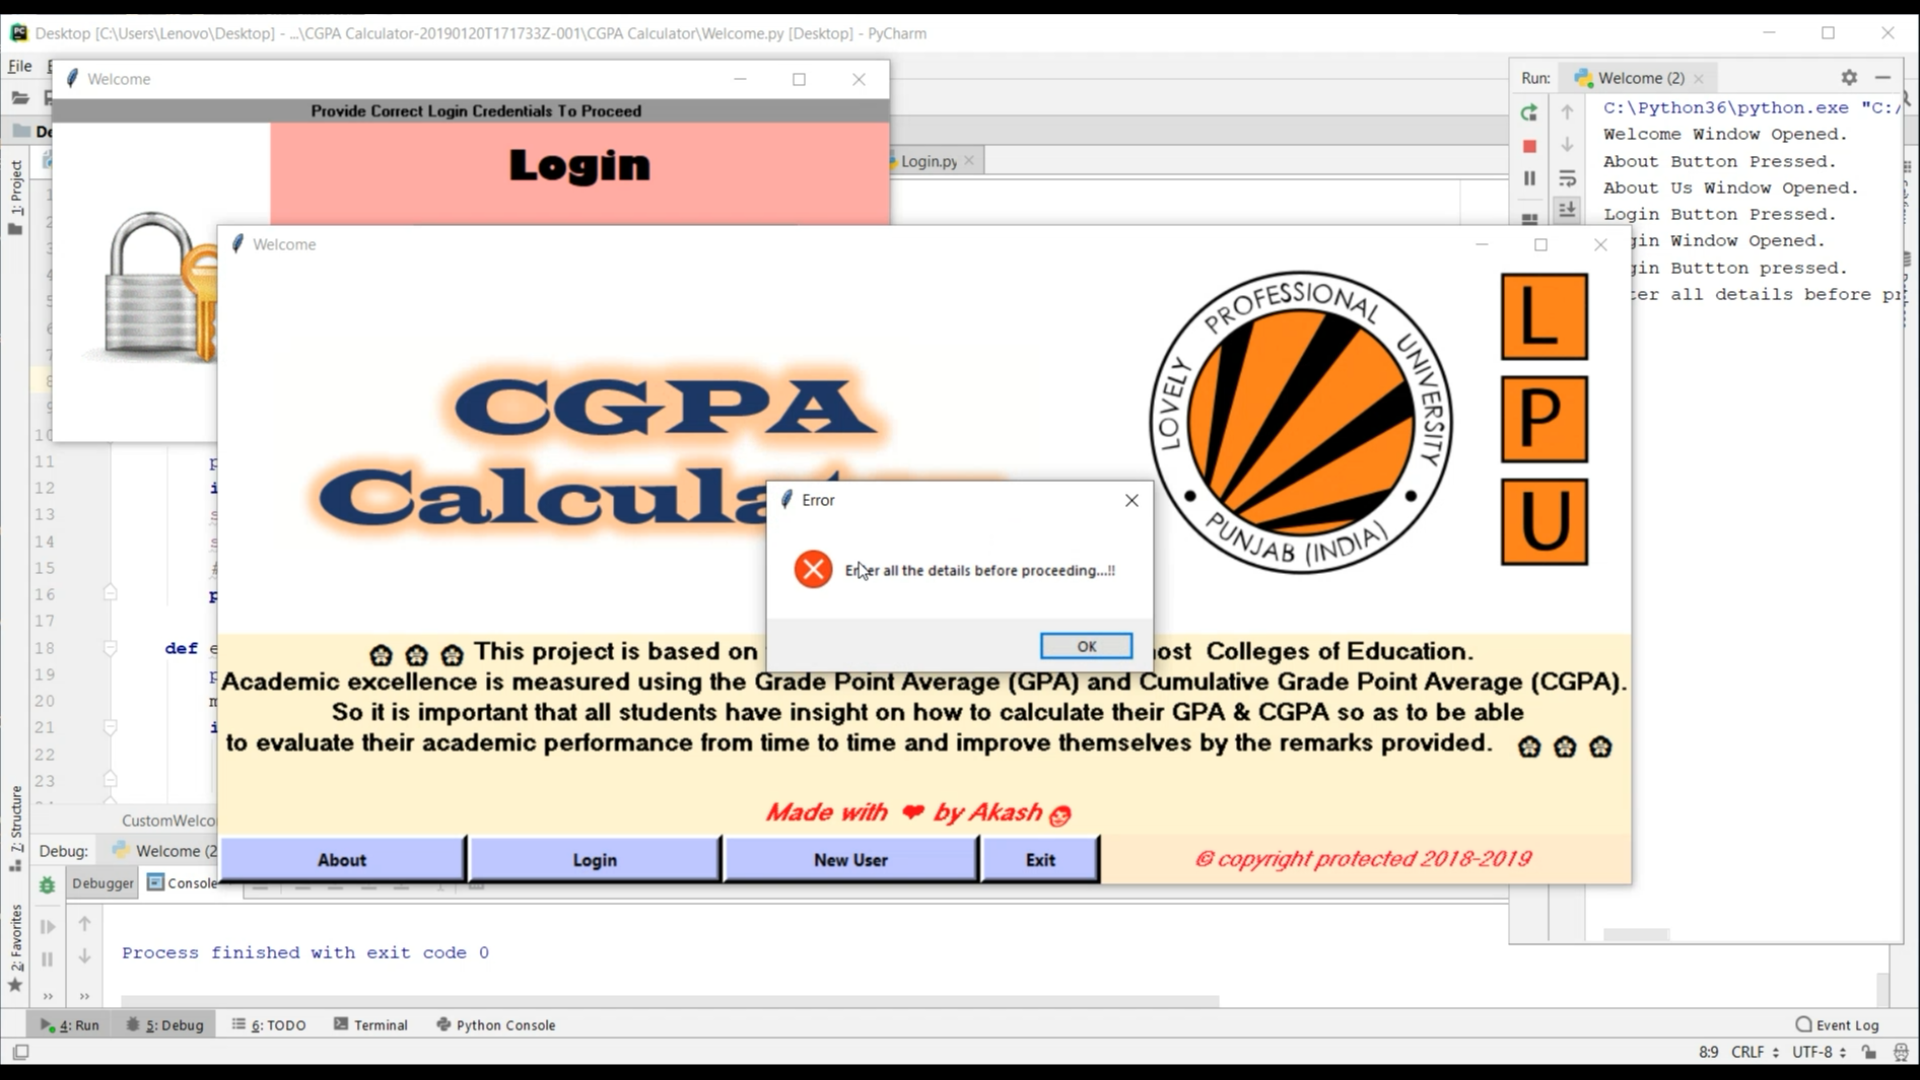 Desktop [C:\Users\Lenovo\Desktop] - ...\CGPA Calculator-20190120T171733Z-001\CGPA Calculator\Welcome.py [Desktop] - PyCharm
File
Welcome
Provide Correct Login Credentials To Proceed
Login
Login.py
Run: Welcome (2)
C:\Python36\python.exe "C:/
Welcome Window Opened.
About Button Pressed.
About Us Window Opened.
Login Button Pressed.
gin Window Opened.
gin Buttton pressed.
ter all details before pr
1: Project
Welcome
LOVELY PROFESSIONAL UNIVERSITY
PUNJAB (INDIA)
L
P
U
CGPA
Error
Enter all the details before proceeding...!!
OK
10
11
12
13
14
15
16
17
18 def e
19
20
21
22
23
This project is based on
ost Colleges of Education.
Academic excellence is measured using the Grade Point Average (GPA) and Cumulative Grade Point Average (CGPA).
So it is important that all students have insight on how to calculate their GPA & CGPA so as to be able
to evaluate their academic performance from time to time and improve themselves by the remarks provided.
Made with ❤ by Akash
About
Login
New User
Exit
© copyright protected 2018-2019
CustomWelco
7: Structure
2: Favorites
Debug: Welcome (2
Debugger
Console
Process finished with exit code 0
4: Run
5: Debug
6: TODO
Terminal
Python Console
Event Log
8:9 CRLF UTF-8